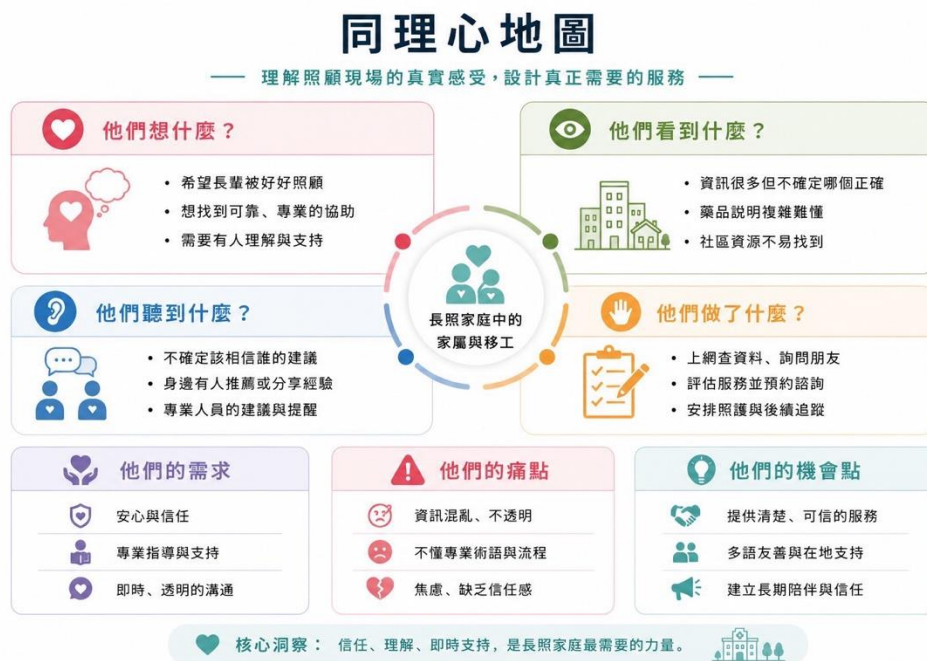 同理心地圖
理解照顧現場的真實感受，設計真正需要的服務
他們想什麼？
• 希望長輩被好好照顧
• 想找到可靠、專業的協助
• 需要有人理解與支持
他們看到什麼？
• 資訊很多但不確定哪個正確
• 藥品說明複雜難懂
• 社區資源不易找到
長照家庭中的
家屬與移工
他們聽到什麼？
• 不確定該相信誰的建議
• 身邊有人推薦或分享經驗
• 專業人員的建議與提醒
他們做了什麼？
• 上網查資料、詢問朋友
• 評估服務並預約諮詢
• 安排照護與後續追蹤
他們的需求
安心與信任
專業指導與支持
即時、透明的溝通
他們的痛點
資訊混亂、不透明
不懂專業術語與流程
焦慮、缺乏信任感
他們的機會點
提供清楚、可信的服務
多語友善與在地支持
建立長期陪伴與信任
核心洞察： 信任、理解、即時支持，是長照家庭最需要的力量。